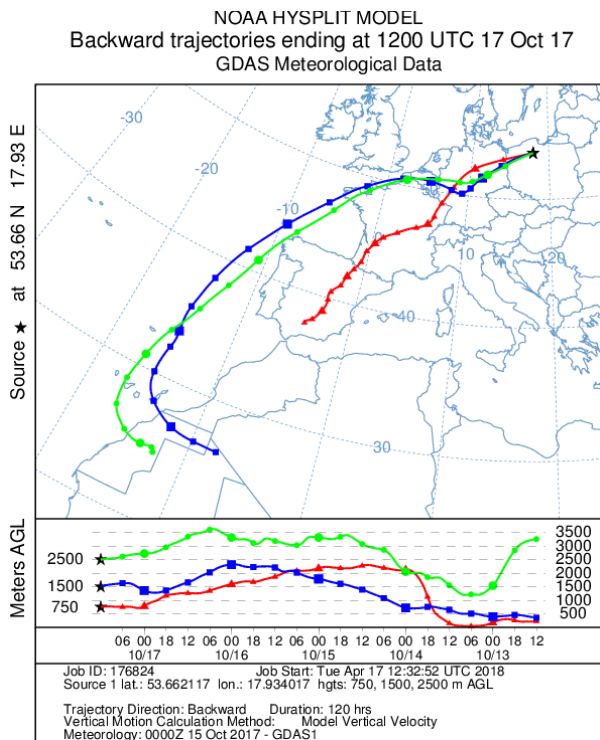 NOAA HYSPLIT MODEL
Backward trajectories ending at 1200 UTC 17 Oct 17
GDAS Meteorological Data
Source ★ at 53.66 N 17.93 E
-30
-20
-10
10
20
40
30
Meters AGL
2500
1500
750
3500
3000
2500
2000
1500
1000
500
06 00 18 12 06 00 18 12 06 00 18 12 06 00 18 12 06 00 18 12
10/17 10/16 10/15 10/14 10/13
Job ID: 176824 Job Start: Tue Apr 17 12:32:52 UTC 2018
Source 1 lat.: 53.662117 lon.: 17.934017 hgts: 750, 1500, 2500 m AGL
Trajectory Direction: Backward Duration: 120 hrs
Vertical Motion Calculation Method: Model Vertical Velocity
Meteorology: 0000Z 15 Oct 2017 - GDAS1